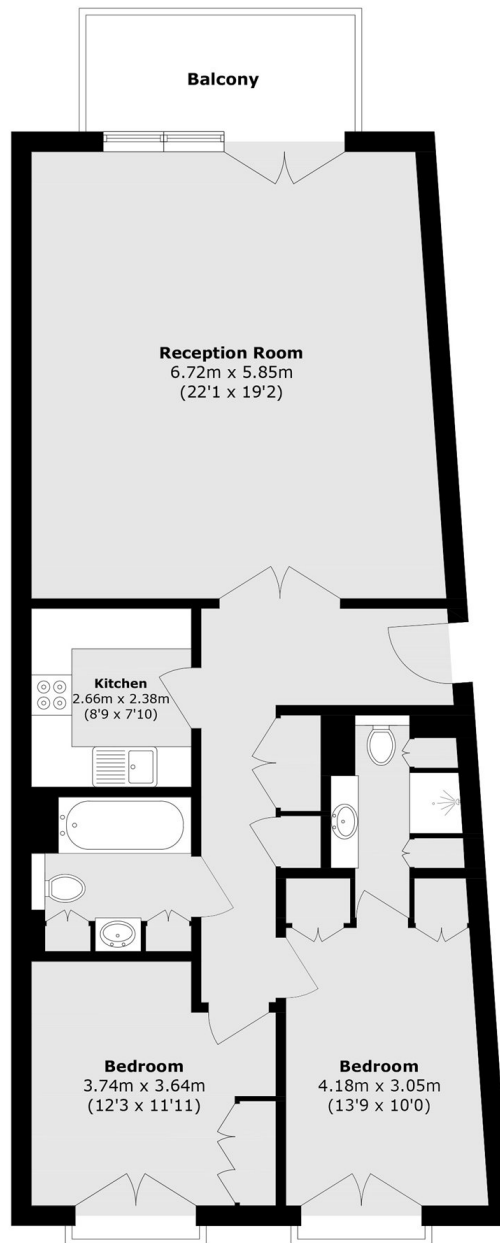 Balcony
Reception Room
6.72m x 5.85m
(22'1 x 19'2)
Kitchen
2.66m x 2.38m
(8'9 x 7'10)
Bedroom
3.74m x 3.64m
(12'3 x 11'11)
Bedroom
4.18m x 3.05m
(13'9 x 10'0)